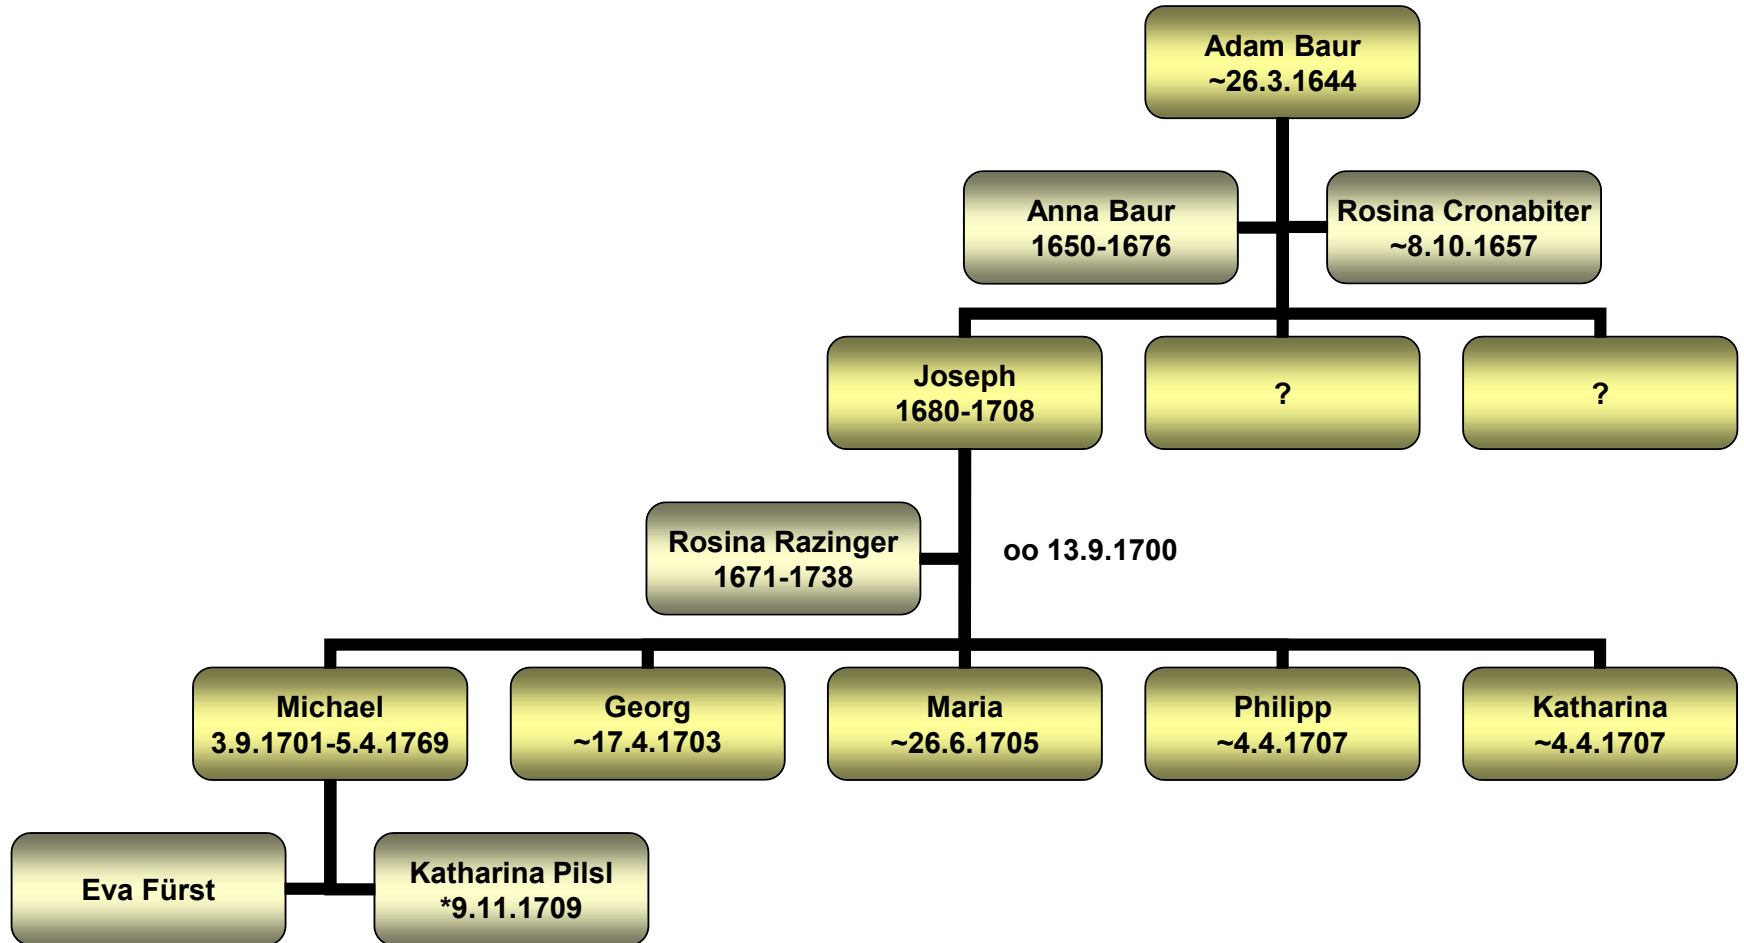 Adam Baur
~26.3.1644
Anna Baur
1650-1676
Rosina Cronabiter
~8.10.1657
Joseph
1680-1708
?
?
Rosina Razinger
1671-1738
oo 13.9.1700
Michael
3.9.1701-5.4.1769
Georg
~17.4.1703
Maria
~26.6.1705
Philipp
~4.4.1707
Katharina
~4.4.1707
Eva Fürst
Katharina Pilsl
*9.11.1709